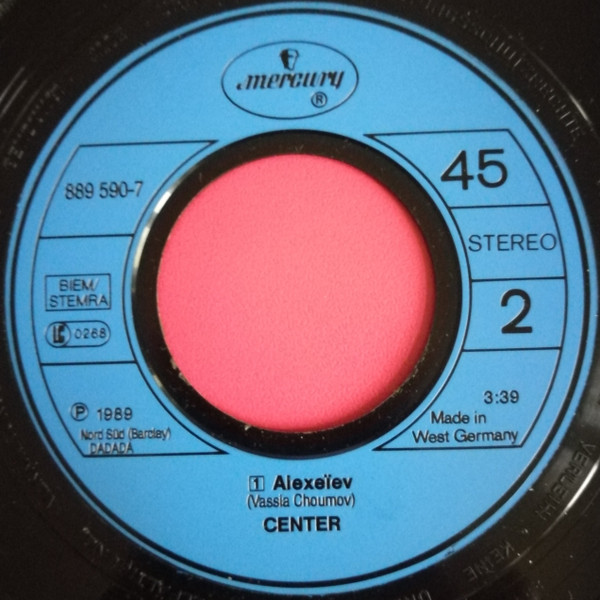 mercury
®
889 590-7
45
STEREO
BIEM/
STEMRA
LC 0268
2
℗ 1989
Nord Süd (Barclay)
DADADA
3:39
Made in
West Germany
1 Alexeïev
(Vassia Choumov)
CENTER
KEINE